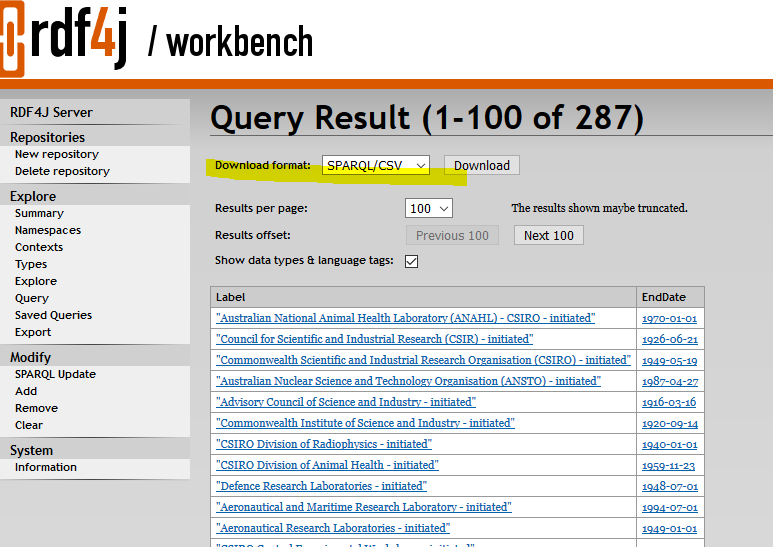 rdf4j / workbench
RDF4J Server
Repositories
New repository
Delete repository
Explore
Summary
Namespaces
Contexts
Types
Explore
Query
Saved Queries
Export
Modify
SPARQL Update
Add
Remove
Clear
System
Information
Query Result (1-100 of 287)
Download format: SPARQL/CSV Download
Results per page: 100 The results shown maybe truncated.
Results offset: Previous 100 Next 100
Show data types & language tags:
Label EndDate
"Australian National Animal Health Laboratory (ANAHL) - CSIRO - initiated" 1970-01-01
"Council for Scientific and Industrial Research (CSIR) - initiated" 1926-06-21
"Commonwealth Scientific and Industrial Research Organisation (CSIRO) - initiated" 1949-05-19
"Australian Nuclear Science and Technology Organisation (ANSTO) - initiated" 1987-04-27
"Advisory Council of Science and Industry - initiated" 1916-03-16
"Commonwealth Institute of Science and Industry - initiated" 1920-09-14
"CSIRO Division of Radiophysics - initiated" 1940-01-01
"CSIRO Division of Animal Health - initiated" 1959-11-23
"Defence Research Laboratories - initiated" 1948-07-01
"Aeronautical and Maritime Research Laboratory - initiated" 1994-07-01
"Aeronautical Research Laboratories - initiated" 1949-01-01